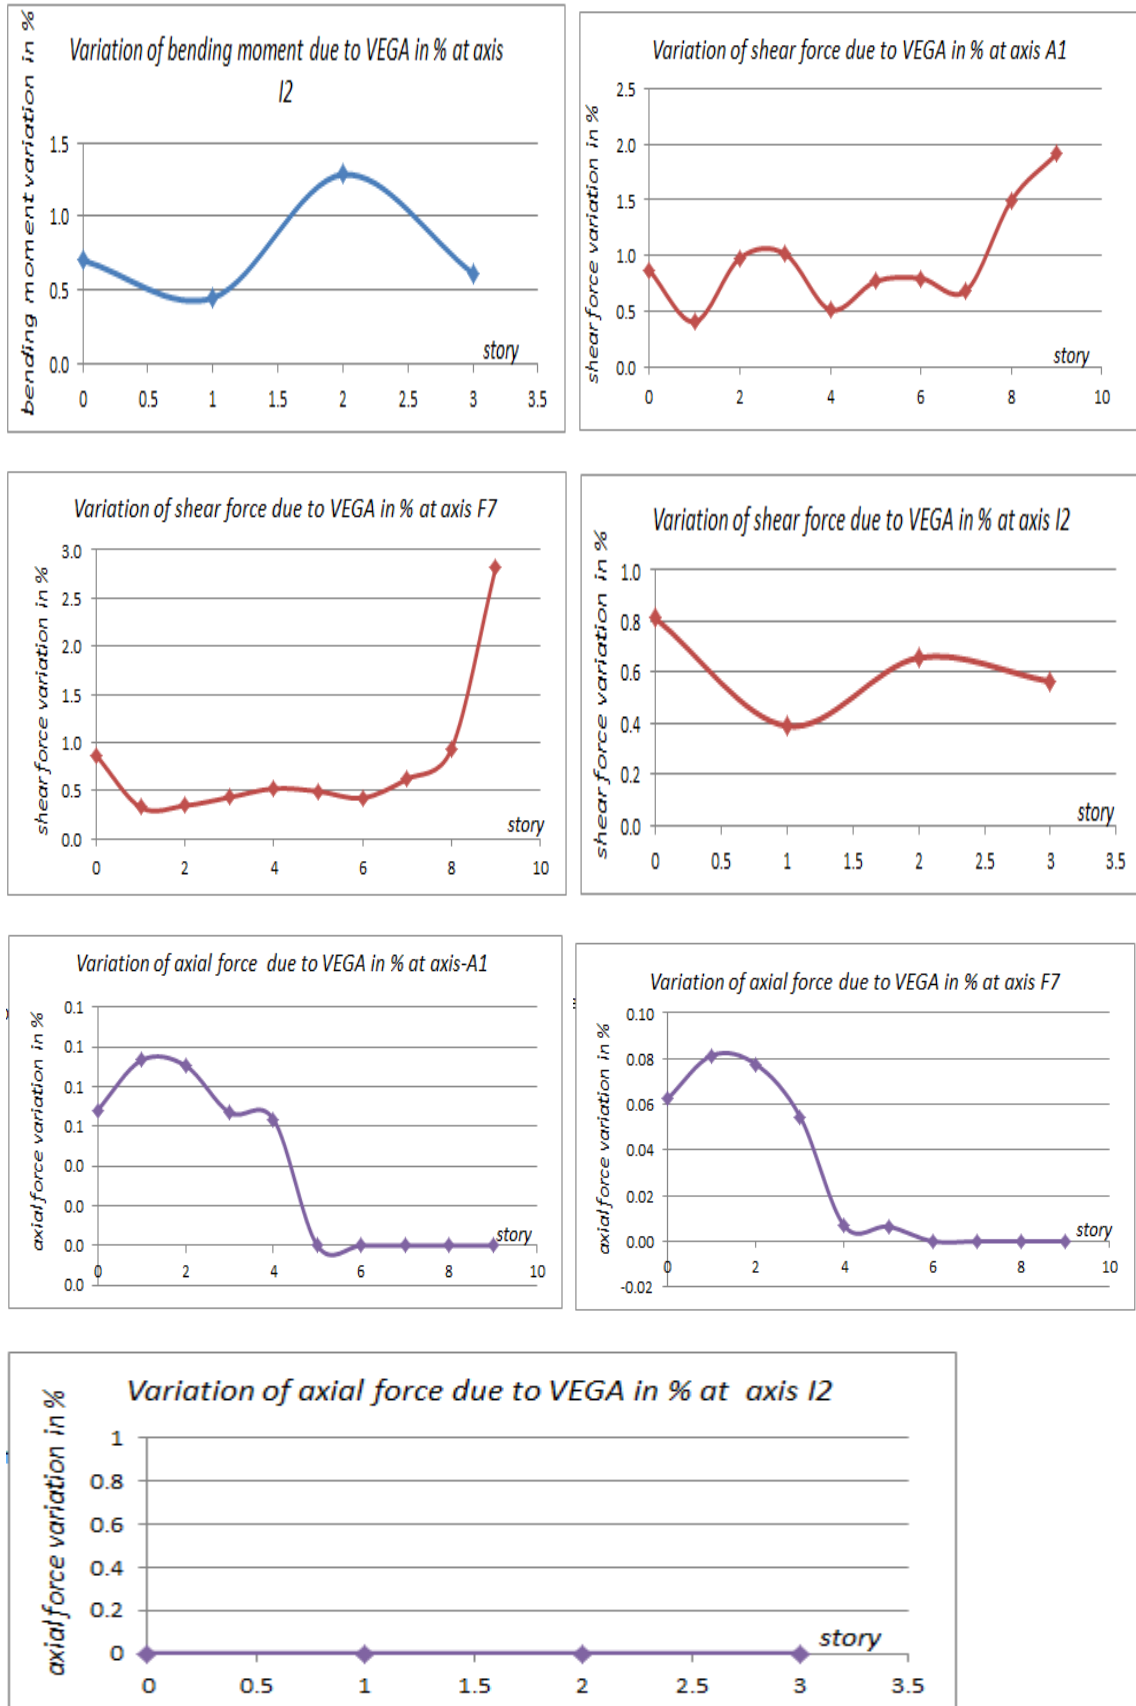 Variation of bending moment due to VEGA in % at axis
I2
bending moment variation in %
1.5
1.0
0.5
0.0
story
0 0.5 1 1.5 2 2.5 3 3.5
Variation of shear force due to VEGA in % at axis A1
shear force variation in %
2.5
2.0
1.5
1.0
0.5
0.0
story
0 2 4 6 8 10
Variation of shear force due to VEGA in % at axis F7
shear force variation in %
3.0
2.5
2.0
1.5
1.0
0.5
0.0
story
0 2 4 6 8 10
Variation of shear force due to VEGA in % at axis I2
shear force variation in %
1.0
0.8
0.6
0.4
0.2
0.0
story
0 0.5 1 1.5 2 2.5 3 3.5
Variation of axial force due to VEGA in % at axis-A1
axial force variation in %
0.1
0.1
0.1
0.1
0.0
0.0
0.0
0.0
story
0 2 4 6 8 10
Variation of axial force due to VEGA in % at axis F7
axial force variation in %
0.10
0.08
0.06
0.04
0.02
0.00
-0.02
story
0 2 4 6 8 10
Variation of axial force due to VEGA in % at axis I2
axial force variation in %
1
0.8
0.6
0.4
0.2
0
story
0 0.5 1 1.5 2 2.5 3 3.5